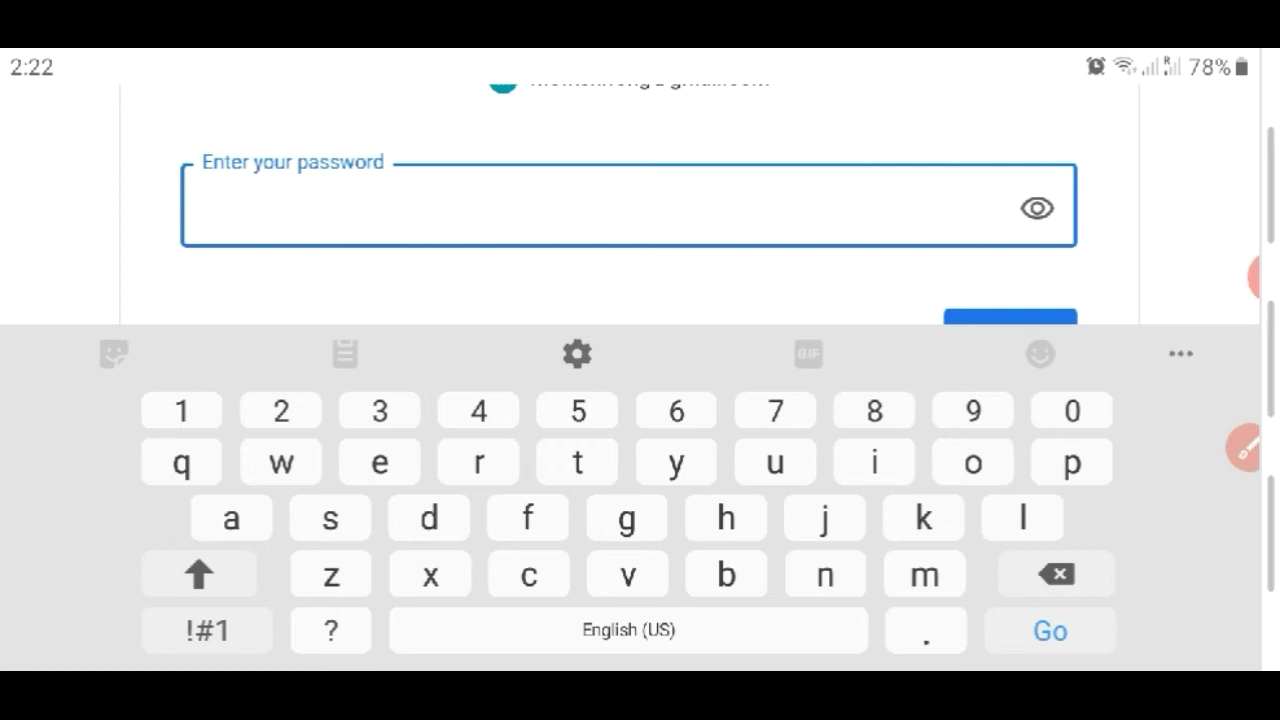 2:22
78%
Enter your password
GIF
1 2 3 4 5 6 7 8 9 0
q w e r t y u i o p
a s d f g h j k l
z x c v b n m
!#1 ? English (US) . Go